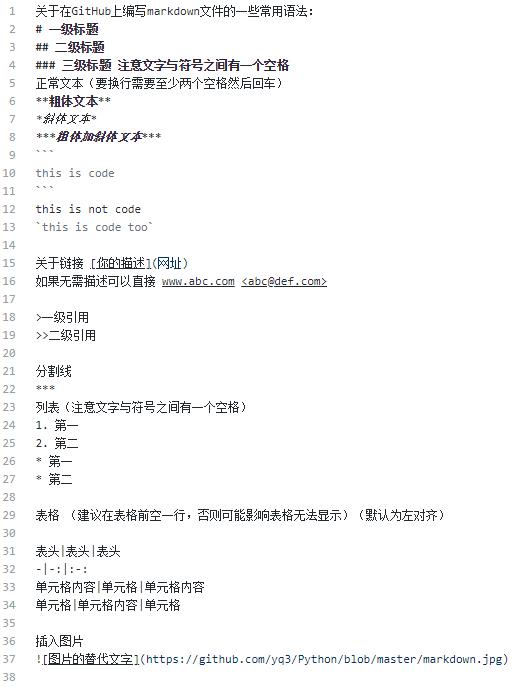 1 关于在GitHub上编写markdown文件的一些常用语法:
2 # 一级标题
3 ## 二级标题
4 ### 三级标题 注意文字与符号之间有一个空格
5 正常文本（要换行需要至少两个空格然后回车）
6 **粗体文本**
7 *斜体文本*
8 ***粗体加斜体文本***
9 ```
10 this is code
11 ```
12 this is not code
13 `this is code too`
14
15 关于链接 [你的描述](网址)
16 如果无需描述可以直接 www.abc.com <abc@def.com>
17
18 >一级引用
19 >>二级引用
20
21 分割线
22 ***
23 列表（注意文字与符号之间有一个空格）
24 1. 第一
25 2. 第二
26 * 第一
27 * 第二
28
29 表格 （建议在表格前空一行，否则可能影响表格无法显示）（默认为左对齐）
30
31 表头|表头|表头
32 -|-:|:-:
33 单元格内容|单元格|单元格内容
34 单元格|单元格内容|单元格
35
36 插入图片
37 ![图片的替代文字](https://github.com/yq3/Python/blob/master/markdown.jpg)
38